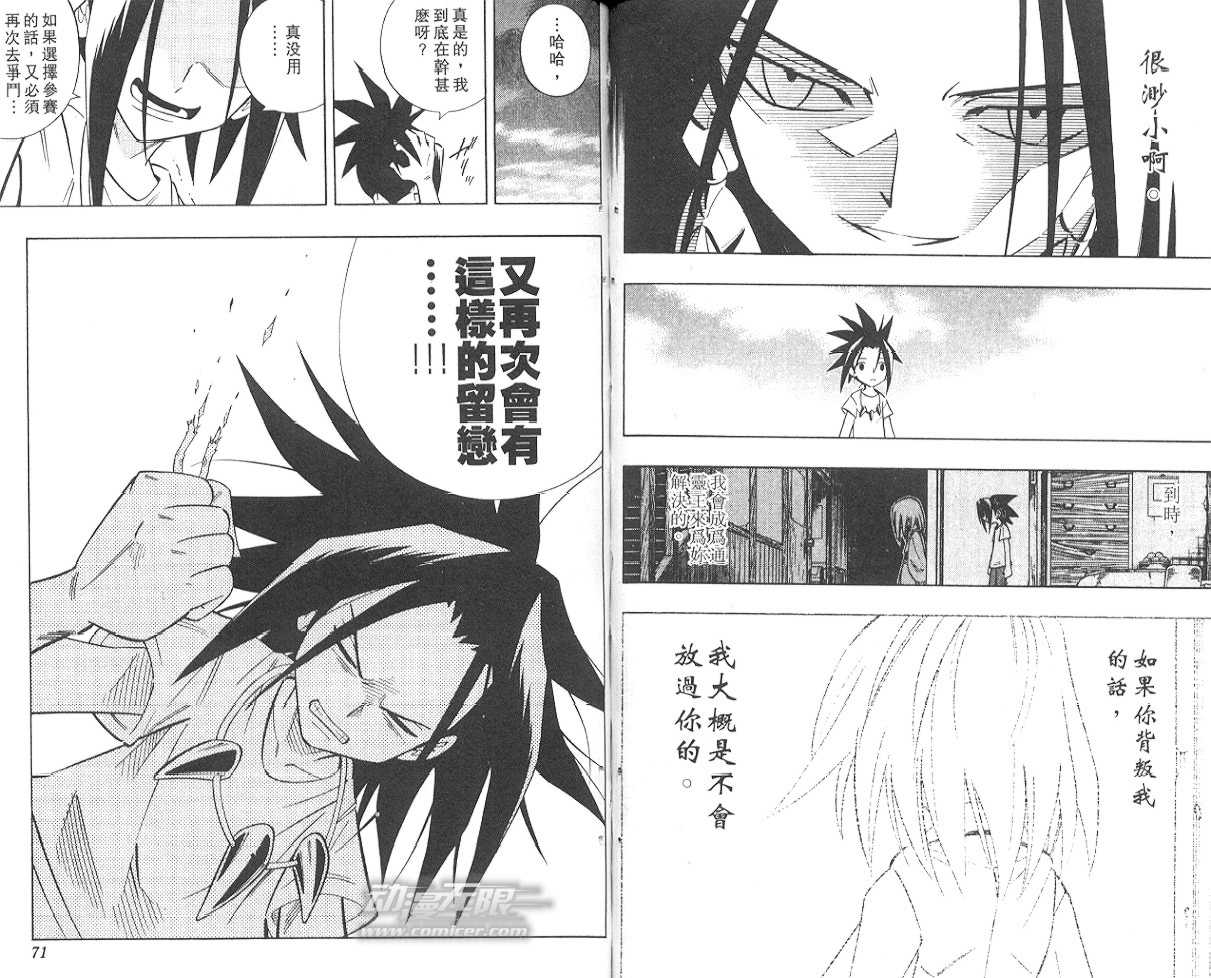 很渺小啊。
到時，
我會成爲通
靈王來爲妳
解決的。
如果你背叛我
的話，
我大概是不會
放過你的。
…哈哈，
真是的，我
到底在幹甚
麼呀？
真没用
……
如果選擇參賽
的話，又必須
再次去爭鬥…
又再次會有
這樣的留戀
……!!!
71
动漫无限
www.comicer.com